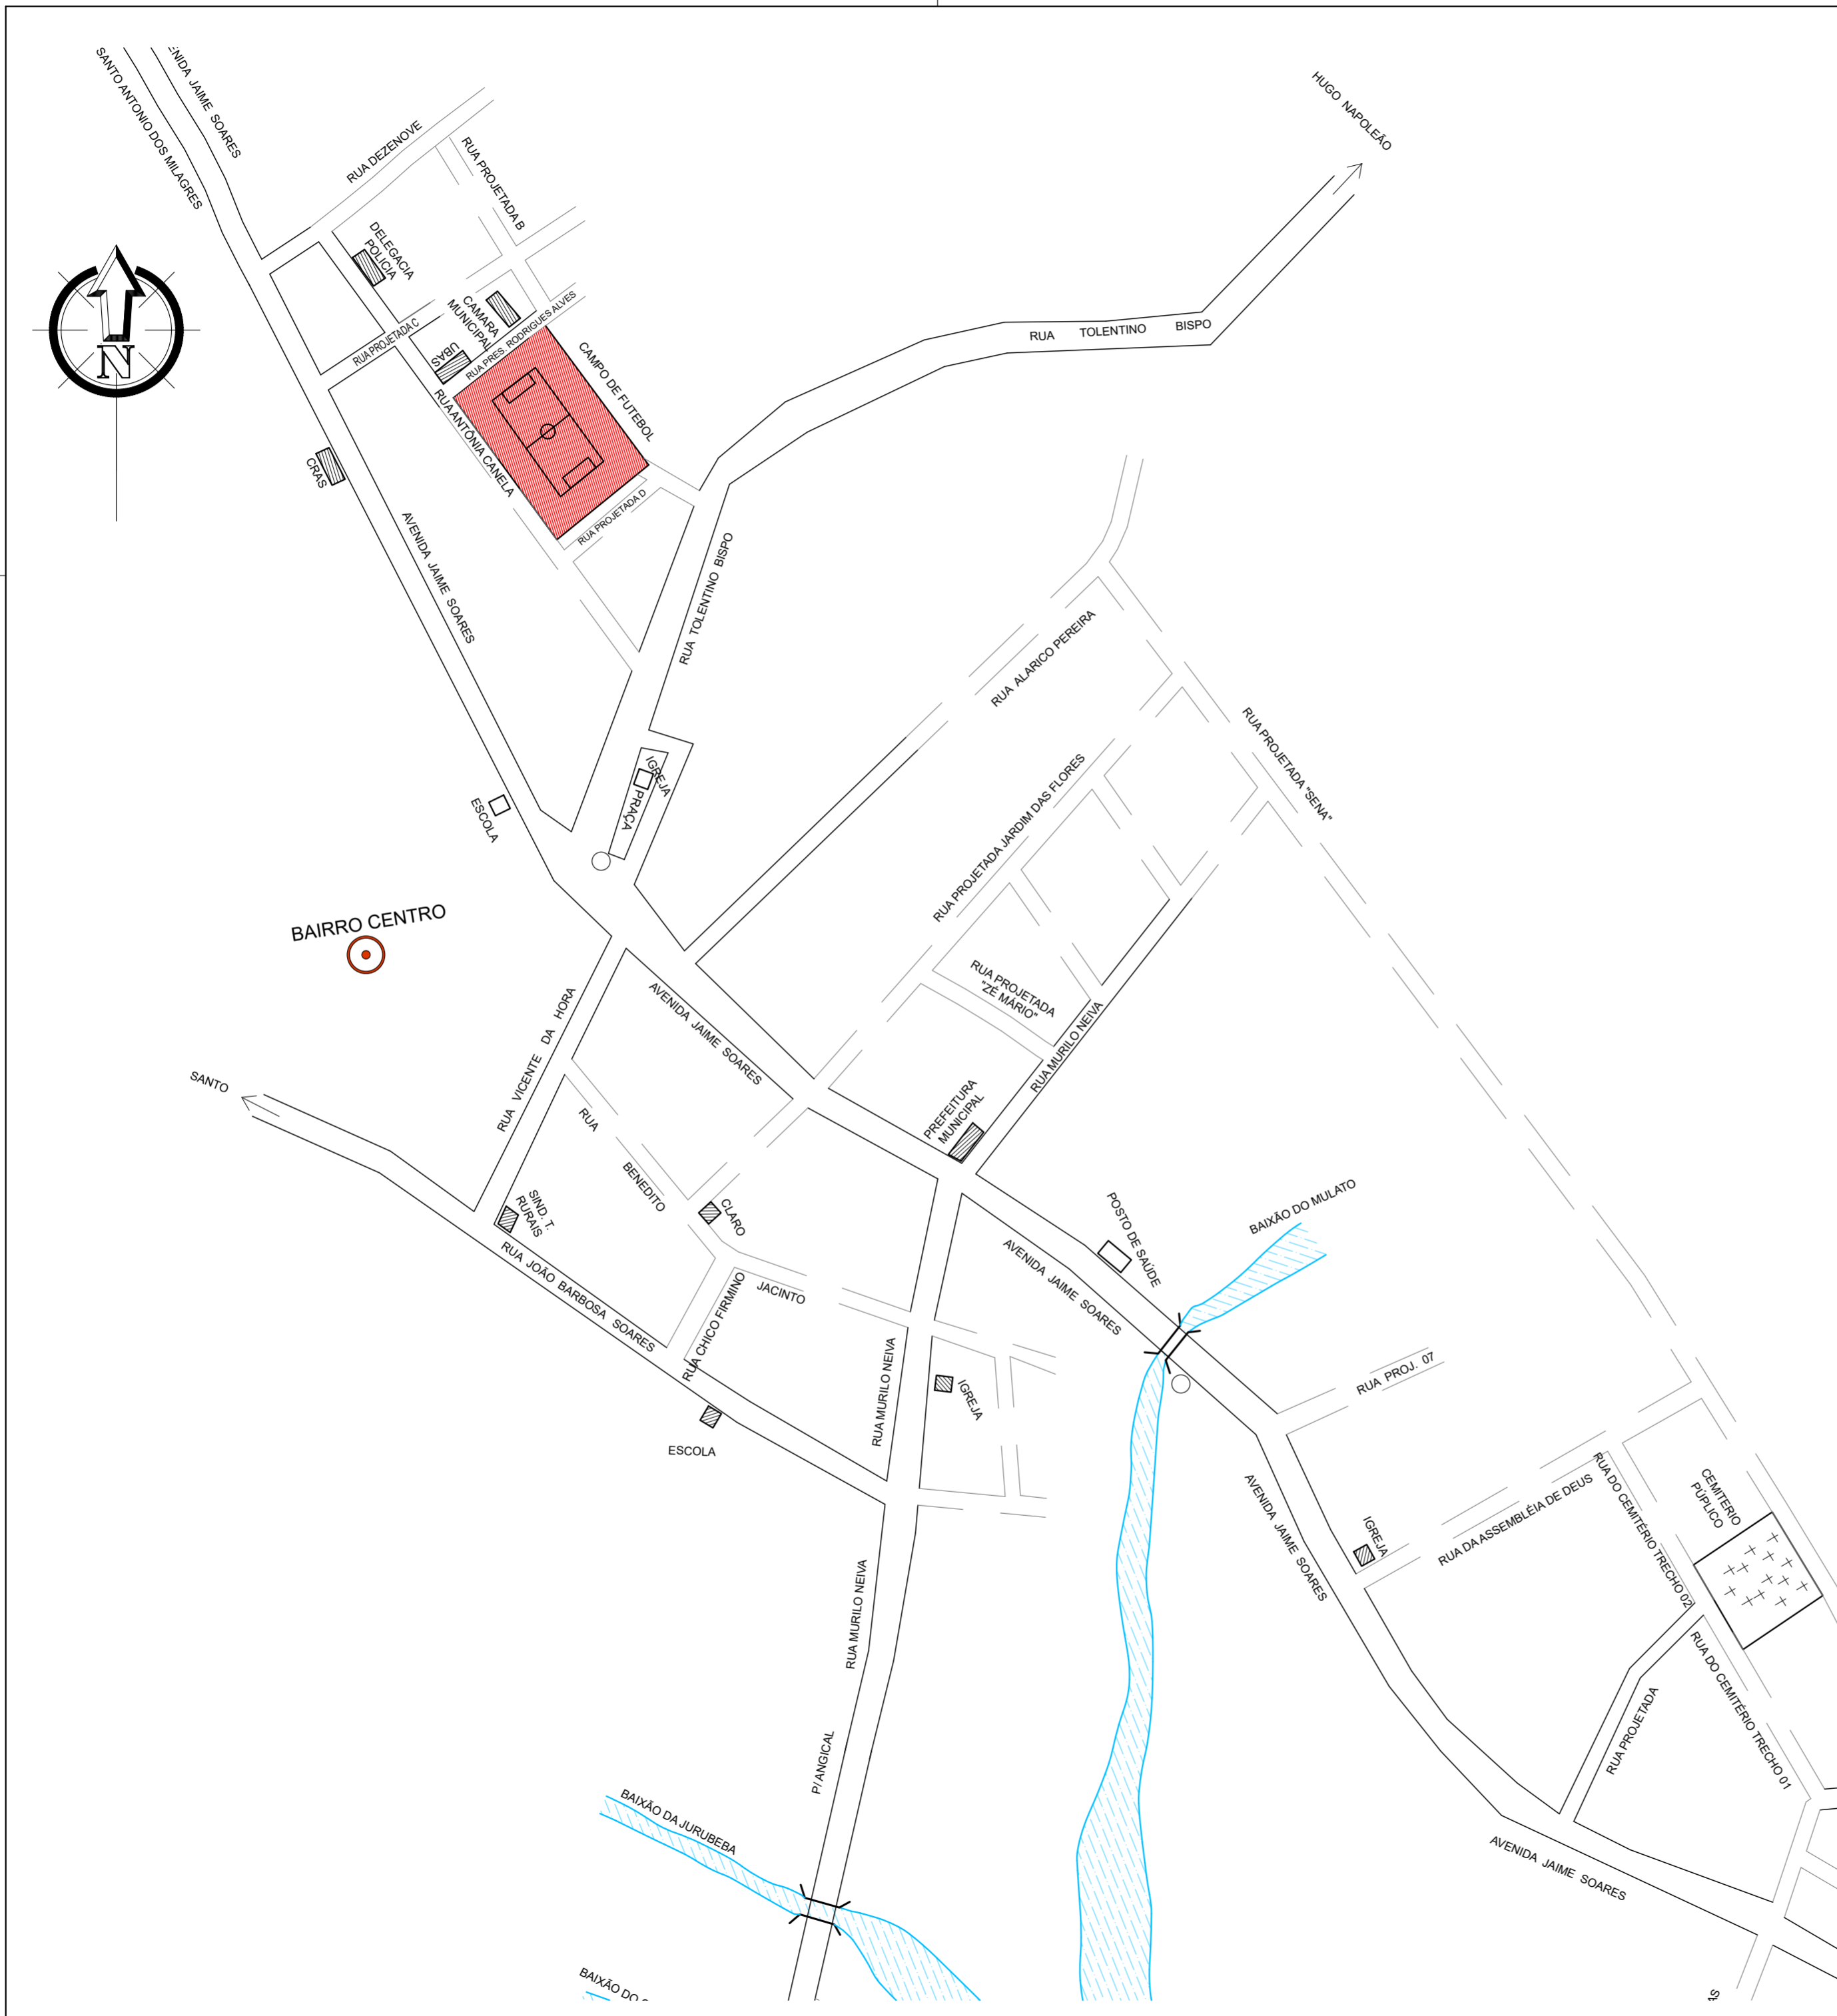 SANTO ANTONIO DOS MILAGRES
JAIME SOARES
RUA DEZENOVE
RUA PROJETADA B
HUGO NAPOLEÃO
DELEGACIA
POLICIA
CAMARA
MUNICIPAL
UBAS
RUA PROJETADA C
RUA PRES. RODRIGUES ALVES
CAMPO DE FUTEBOL
RUA ANTÔNIA CANELA
RUA PROJETADA D
RUA TOLENTINO BISPO
N
CRAS
AVENIDA JAIME SOARES
RUA TOLENTINO BISPO
RUA ALARICO PEREIRA
RUA PROJETADA "SENA"
IGREJA
PRAÇA
ESCOLA
RUA PROJETADA JARDIM DAS FLORES
BAIRRO CENTRO
RUA PROJETADA
"ZÉ MÁRIO"
AVENIDA JAIME SOARES
RUA VICENTE DA HORA
RUA MURILO NEIVA
SANTO
RUA
BENEDITO
CLARO
JACINTO
PREFEITURA
MUNICIPAL
SIND. T.
RURAIS
POSTO DE SAÚDE
BAIXÃO DO MULATO
AVENIDA JAIME SOARES
RUA JOÃO BARBOSA SOARES
RUA CHICO FIRMINO
RUA MURILO NEIVA
IGREJA
ESCOLA
RUA PROJ. 07
AVENIDA JAIME SOARES
IGREJA
RUA DA ASSEMBLÉIA DE DEUS
RUA DO CEMITÉRIO TRECHO 02
CEMITERIO
PÚPLICO
RUA MURILO NEIVA
RUA DO CEMITÉRIO TRECHO 01
RUA PROJETADA
P/ ANGICAL
BAIXÃO DA JURUBEBA
AVENIDA JAIME SOARES
BAIXÃO DO